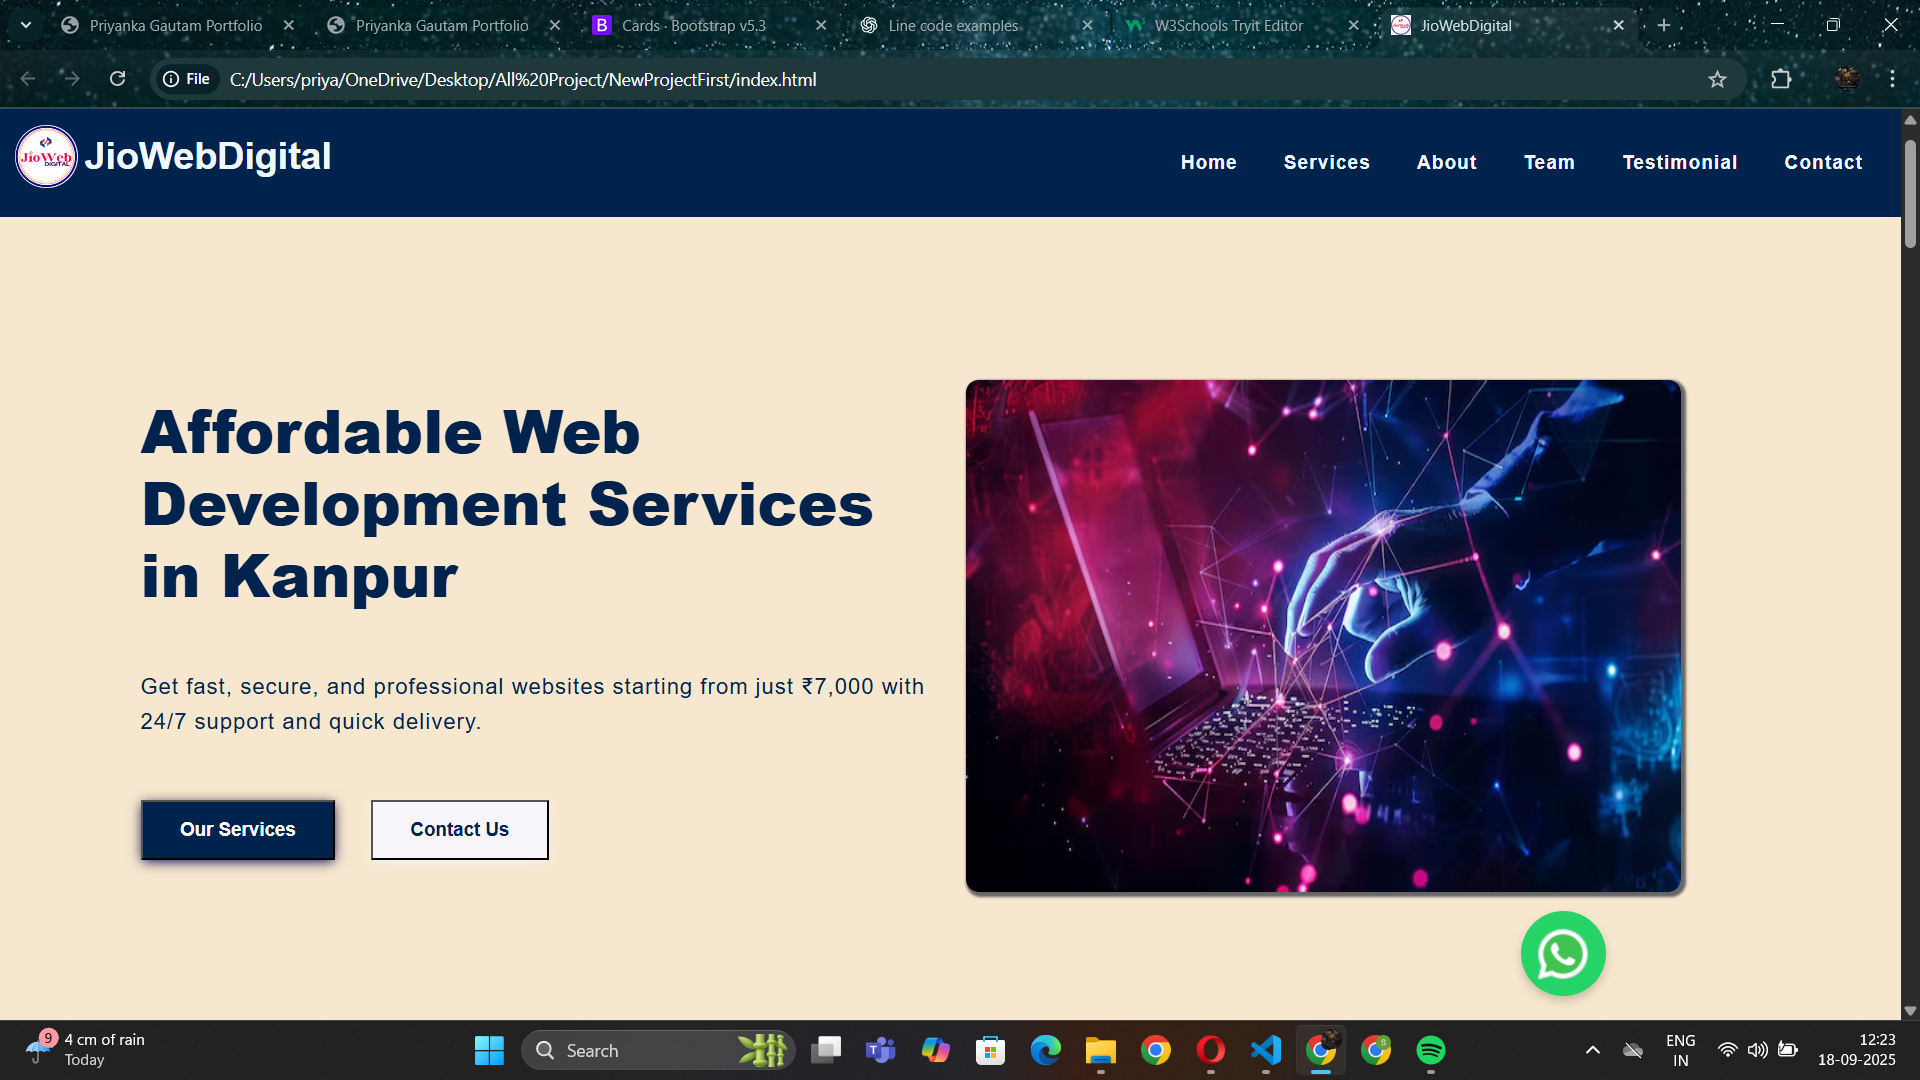 Priyanka Gautam Portfolio
Priyanka Gautam Portfolio
Cards · Bootstrap v5.3
Line code examples
W3Schools Tryit Editor
JioWebDigital
File
C:/Users/priya/OneDrive/Desktop/All%20Project/NewProjectFirst/index.html
JioWeb
DIGITAL
JioWebDigital
Home
Services
About
Team
Testimonial
Contact
Affordable Web
Development Services
in Kanpur
Get fast, secure, and professional websites starting from just ₹7,000 with
24/7 support and quick delivery.
Our Services
Contact Us
9
4 cm of rain
Today
Search
ENG
IN
12:23
18-09-2025